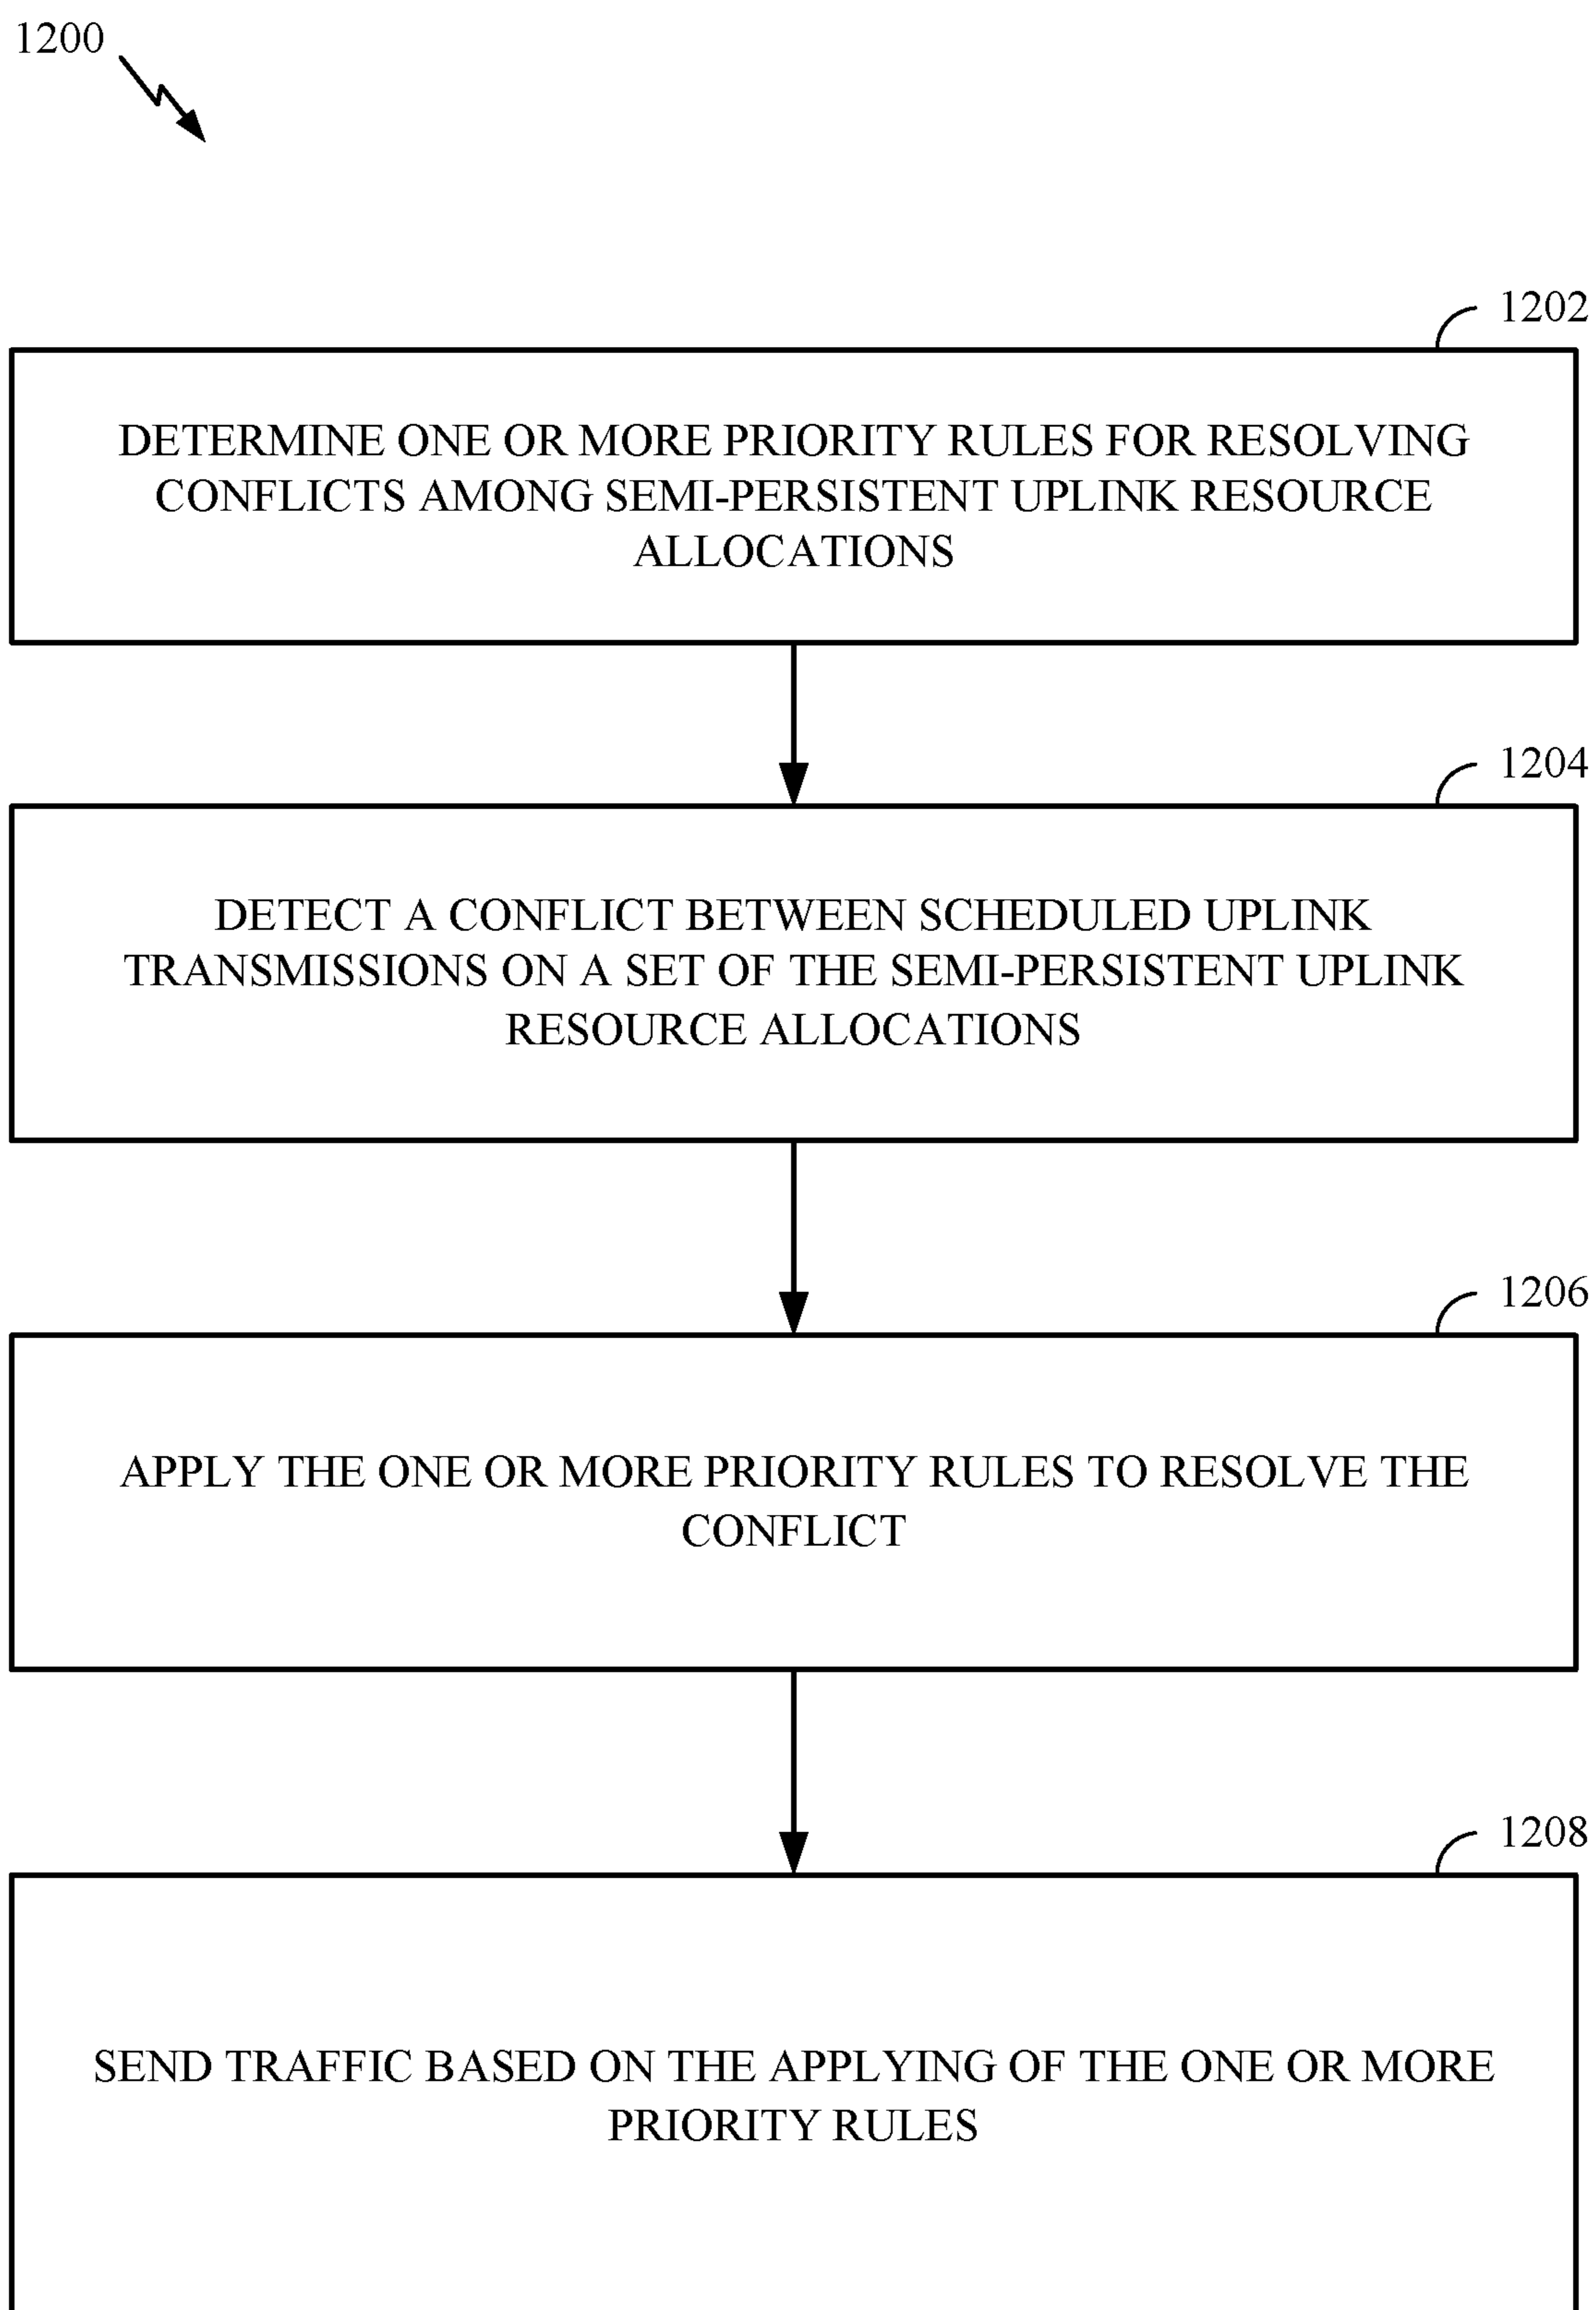 1200
1202
DETERMINE ONE OR MORE PRIORITY RULES FOR RESOLVING
CONFLICTS AMONG SEMI-PERSISTENT UPLINK RESOURCE
ALLOCATIONS
1204
DETECT A CONFLICT BETWEEN SCHEDULED UPLINK
TRANSMISSIONS ON A SET OF THE SEMI-PERSISTENT UPLINK
RESOURCE ALLOCATIONS
1206
APPLY THE ONE OR MORE PRIORITY RULES TO RESOLVE THE
CONFLICT
1208
SEND TRAFFIC BASED ON THE APPLYING OF THE ONE OR MORE
PRIORITY RULES